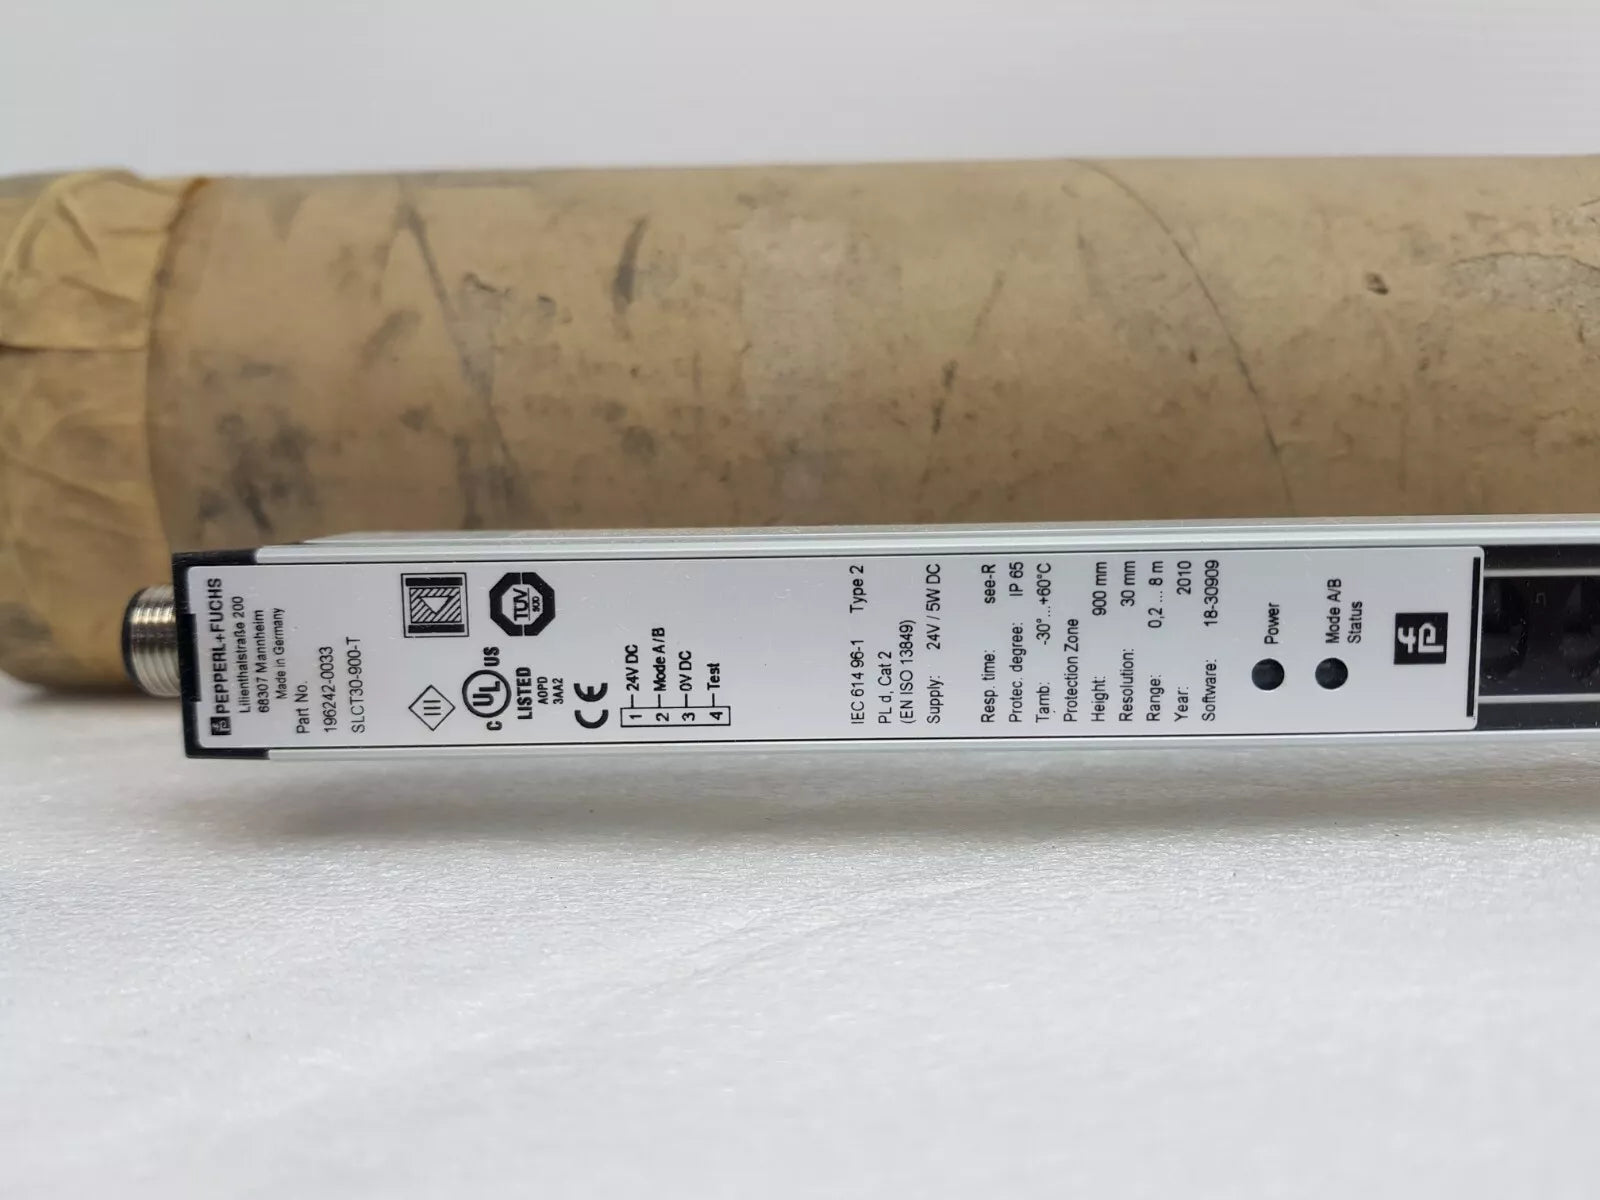 PEPPERL+FUCHS
Lilienthalstraße 200
68307 Mannheim
Made in Germany
Part No.
196242-0033
SLCT30-900-T
C UL US
LISTED
AOPD
3AA2
TÜV
SÜD
CE
1 24V DC
2 Mode A/B
3 0V DC
4 Test
IEC 614 96-1 Type 2
PL d, Cat 2
(EN ISO 13849)
Supply: 24V / 5W DC
Resp. time: see-R
Protec. degree: IP 65
Tamb: -30°...+60°C
Protection Zone
Height: 900 mm
Resolution: 30 mm
Range: 0,2 ... 8 m
Year: 2010
Software: 18-30909
Power
Mode A/B
Status